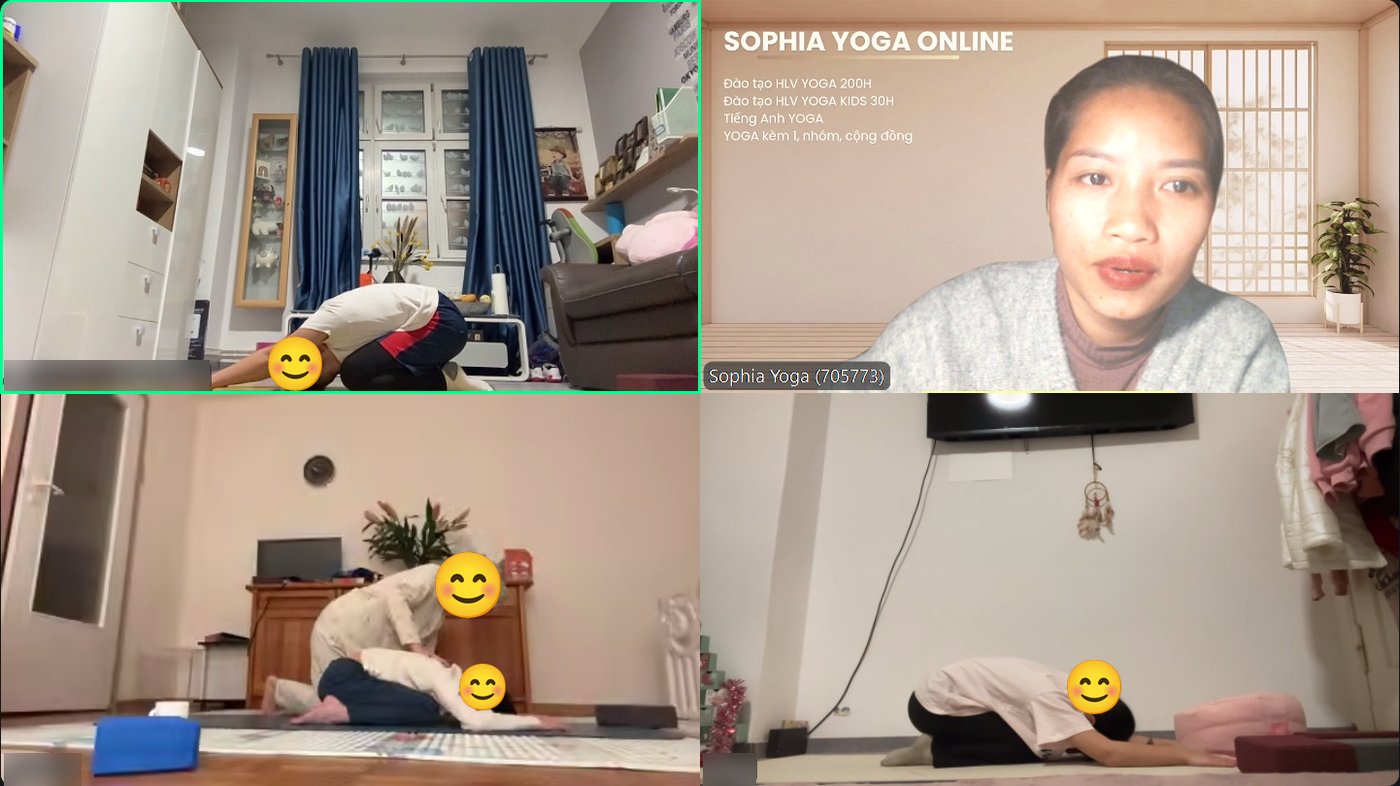 SOPHIA YOGA ONLINE
Đào tạo HLV YOGA 200H
Đào tạo HLV YOGA KIDS 30H
Tiếng Anh YOGA
YOGA kèm 1, nhóm, cộng đồng
Sophia Yoga (705773)